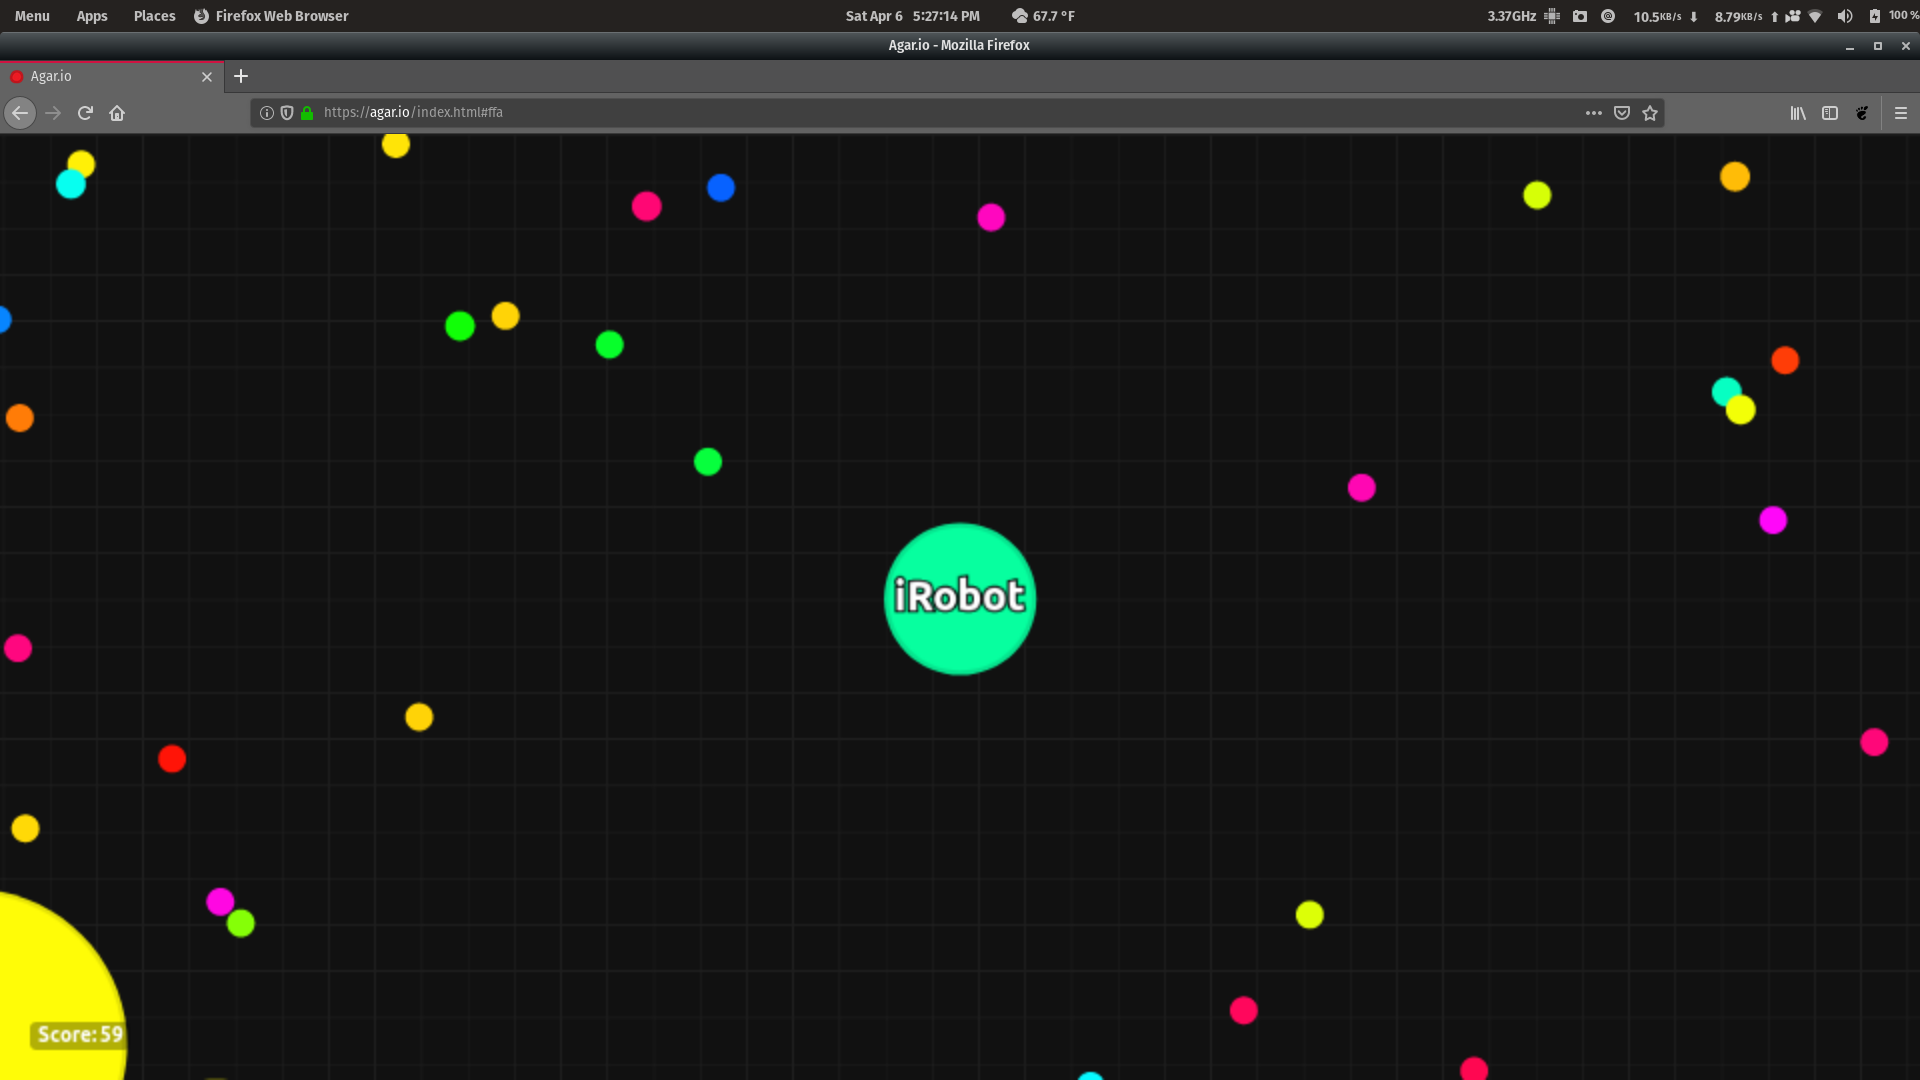 Menu Apps Places Firefox Web Browser Sat Apr 6 5:27:14 PM 67.7 °F 3.37GHz 10.5KB/s 8.79KB/s 100 %
Agar.io - Mozilla Firefox
Agar.io
https://agar.io/index.html#ffa
iRobot
Score: 59